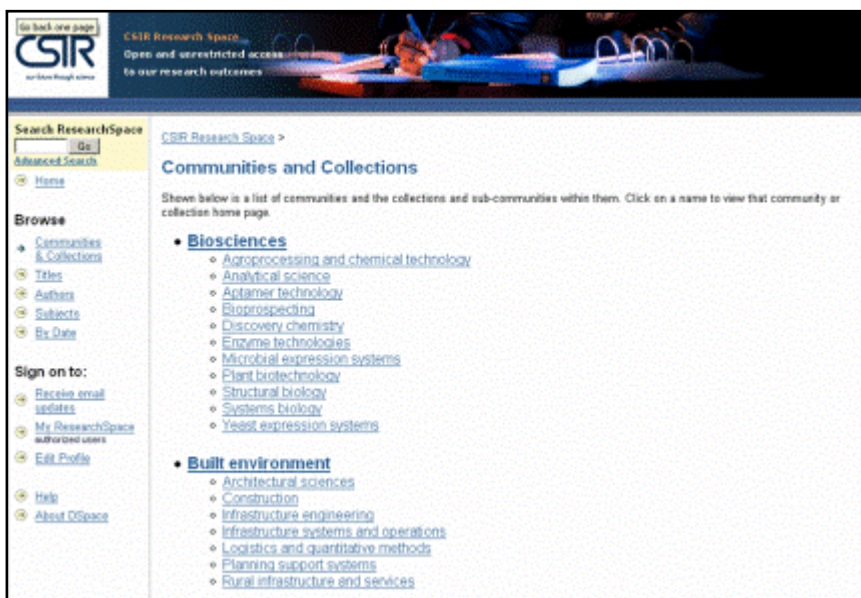 Go back one page
CSIR
our future through science
CSIR Research Space
Open and unrestricted access
to our research outcomes
Search ResearchSpace
Go
Advanced Search
Home
Browse
Communities
& Collections
Titles
Authors
Subjects
By Date
Sign on to:
Receive email
updates
My ResearchSpace
authorized users
Edit Profile
Help
About DSpace
CSIR Research Space >
Communities and Collections
Shown below is a list of communities and the collections and sub-communities within them. Click on a name to view that community or
collection home page.
• Biosciences
Agroprocessing and chemical technology
Analytical science
Aptamer technology
Bioprospecting
Discovery chemistry
Enzyme technologies
Microbial expression systems
Plant biotechnology
Structural biology
Systems biology
Yeast expression systems
• Built environment
Architectural sciences
Construction
Infrastructure engineering
Infrastructure systems and operations
Logistics and quantitative methods
Planning support systems
Rural infrastructure and services